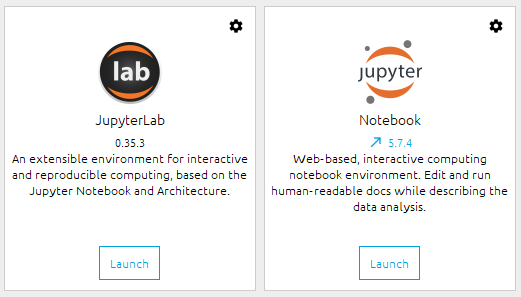 lab
JupyterLab
0.35.3
An extensible environment for interactive
and reproducible computing, based on the
Jupyter Notebook and Architecture.
Launch
jupyter
Notebook
5.7.4
Web-based, interactive computing
notebook environment. Edit and run
human-readable docs while describing the
data analysis.
Launch